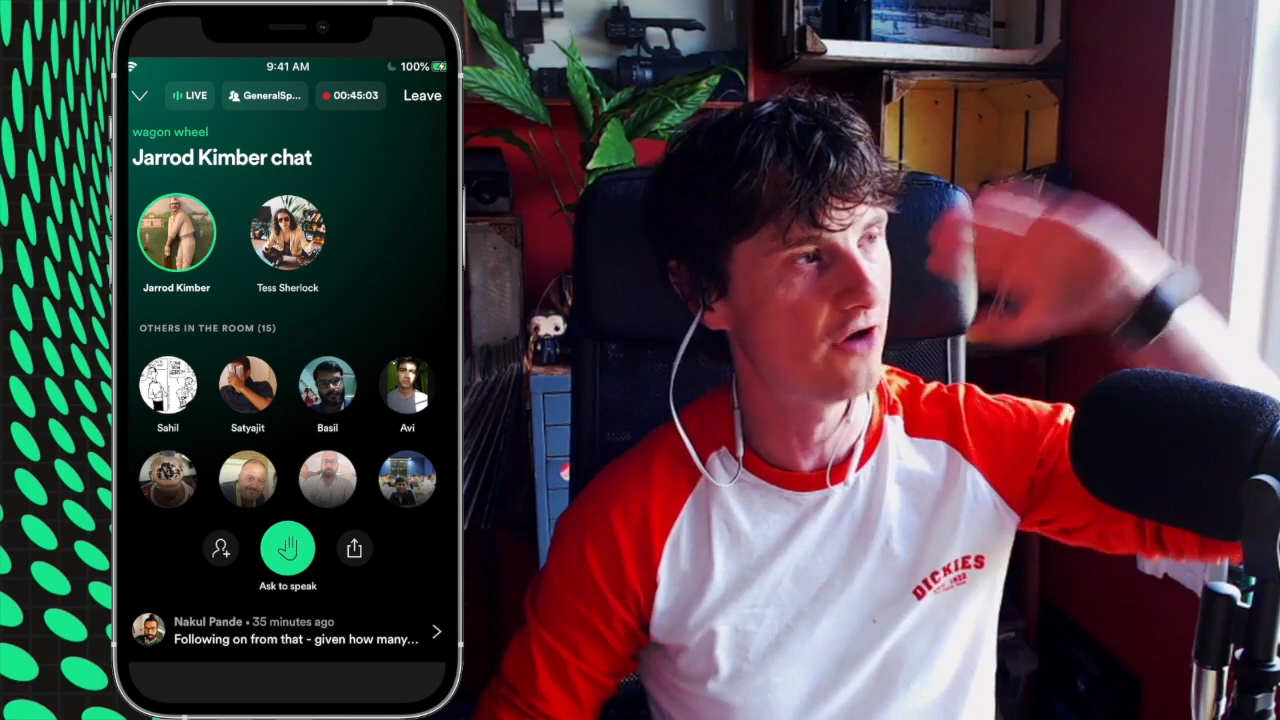 9:41 AM
100%
LIVE
GeneralSp...
00:45:03
Leave
wagon wheel
Jarrod Kimber chat
Jarrod Kimber
Tess Sherlock
OTHERS IN THE ROOM (15)
Sahil
Satyajit
Basil
Avi
Ask to speak
Nakul Pande • 35 minutes ago
Following on from that - given how many...
DICKIES